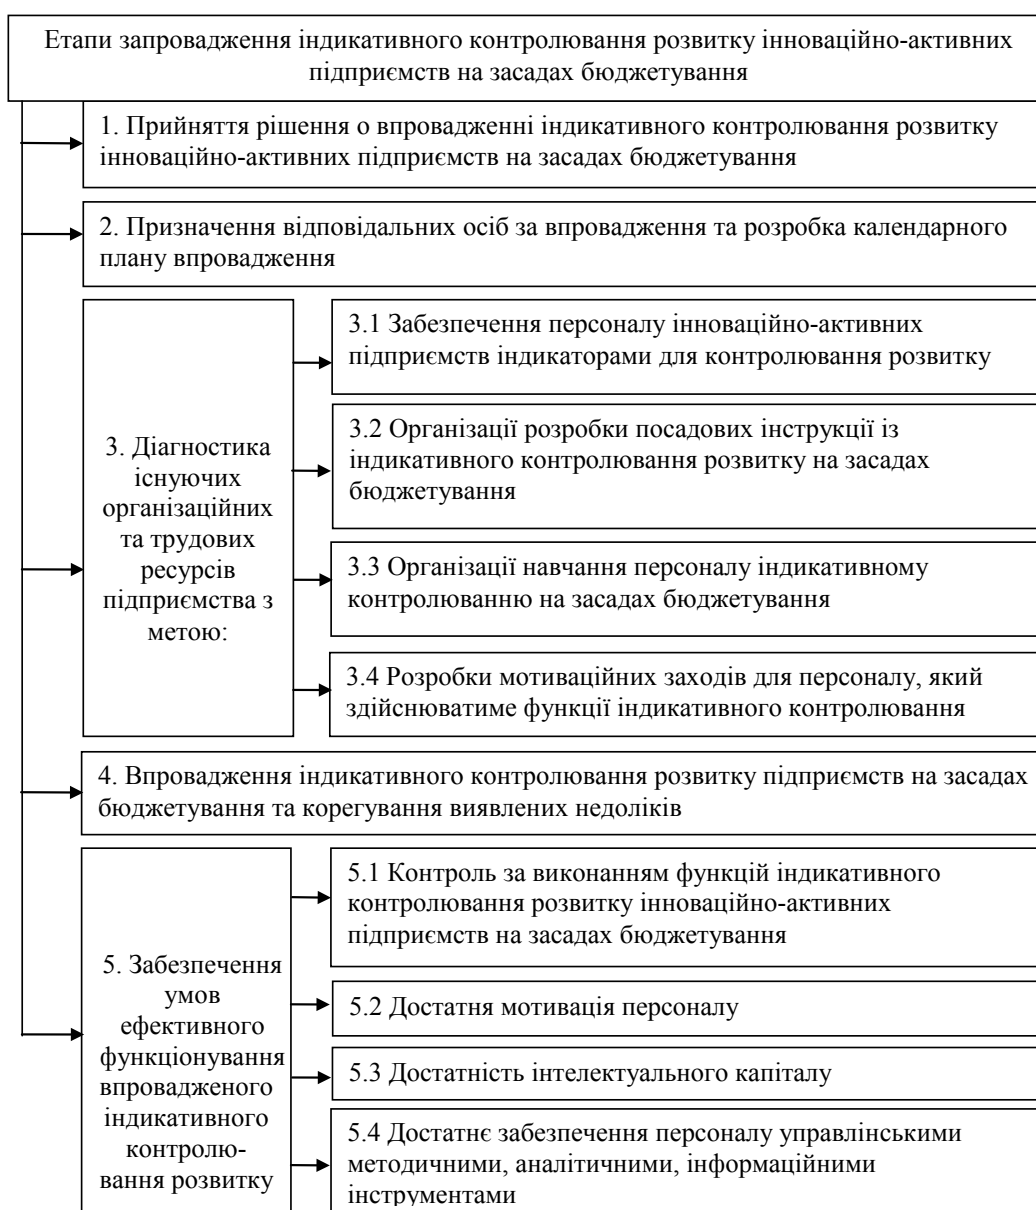 Етапи запровадження індикативного контролювання розвитку інноваційно-активних
підприємств на засадах бюджетування
1. Прийняття рішення о впровадженні індикативного контролювання розвитку
інноваційно-активних підприємств на засадах бюджетування
2. Призначення відповідальних осіб за впровадження та розробка календарного
плану впровадження
3. Діагностика
існуючих
організаційних
та трудових
ресурсів
підприємства з
метою:
3.1 Забезпечення персоналу інноваційно-активних
підприємств індикаторами для контролювання розвитку
3.2 Організації розробки посадових інструкції із
індикативного контролювання розвитку на засадах
бюджетування
3.3 Організації навчання персоналу індикативному
контролюванню на засадах бюджетування
3.4 Розробки мотиваційних заходів для персоналу, який
здійснюватиме функції індикативного контролювання
4. Впровадження індикативного контролювання розвитку підприємств на засадах
бюджетування та корегування виявлених недоліків
5. Забезпечення
умов
ефективного
функціонування
впровадженого
індикативного
контролю-
вання розвитку
5.1 Контроль за виконанням функцій індикативного
контролювання розвитку інноваційно-активних
підприємств на засадах бюджетування
5.2 Достатня мотивація персоналу
5.3 Достатність інтелектуального капіталу
5.4 Достатнє забезпечення персоналу управлінськими
методичними, аналітичними, інформаційними
інструментами